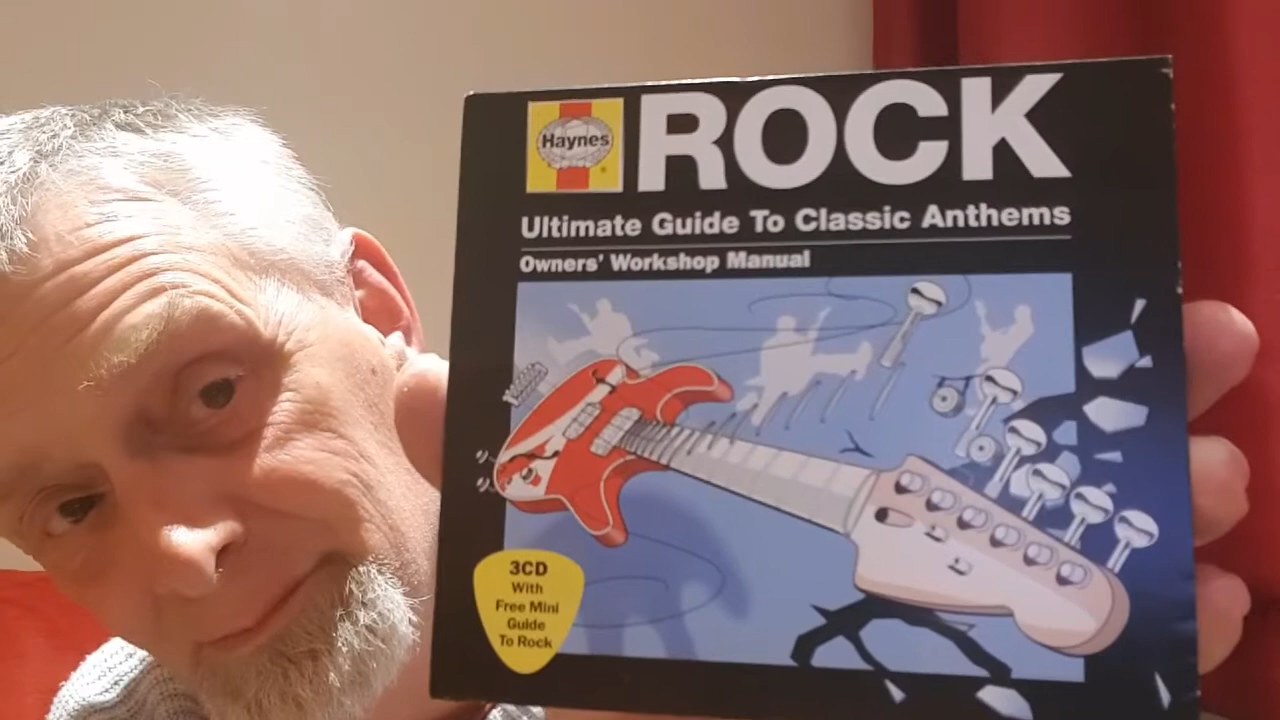 Haynes
ROCK
Ultimate Guide To Classic Anthems
Owners' Workshop Manual
3CD
With
Free Mini
Guide
To Rock